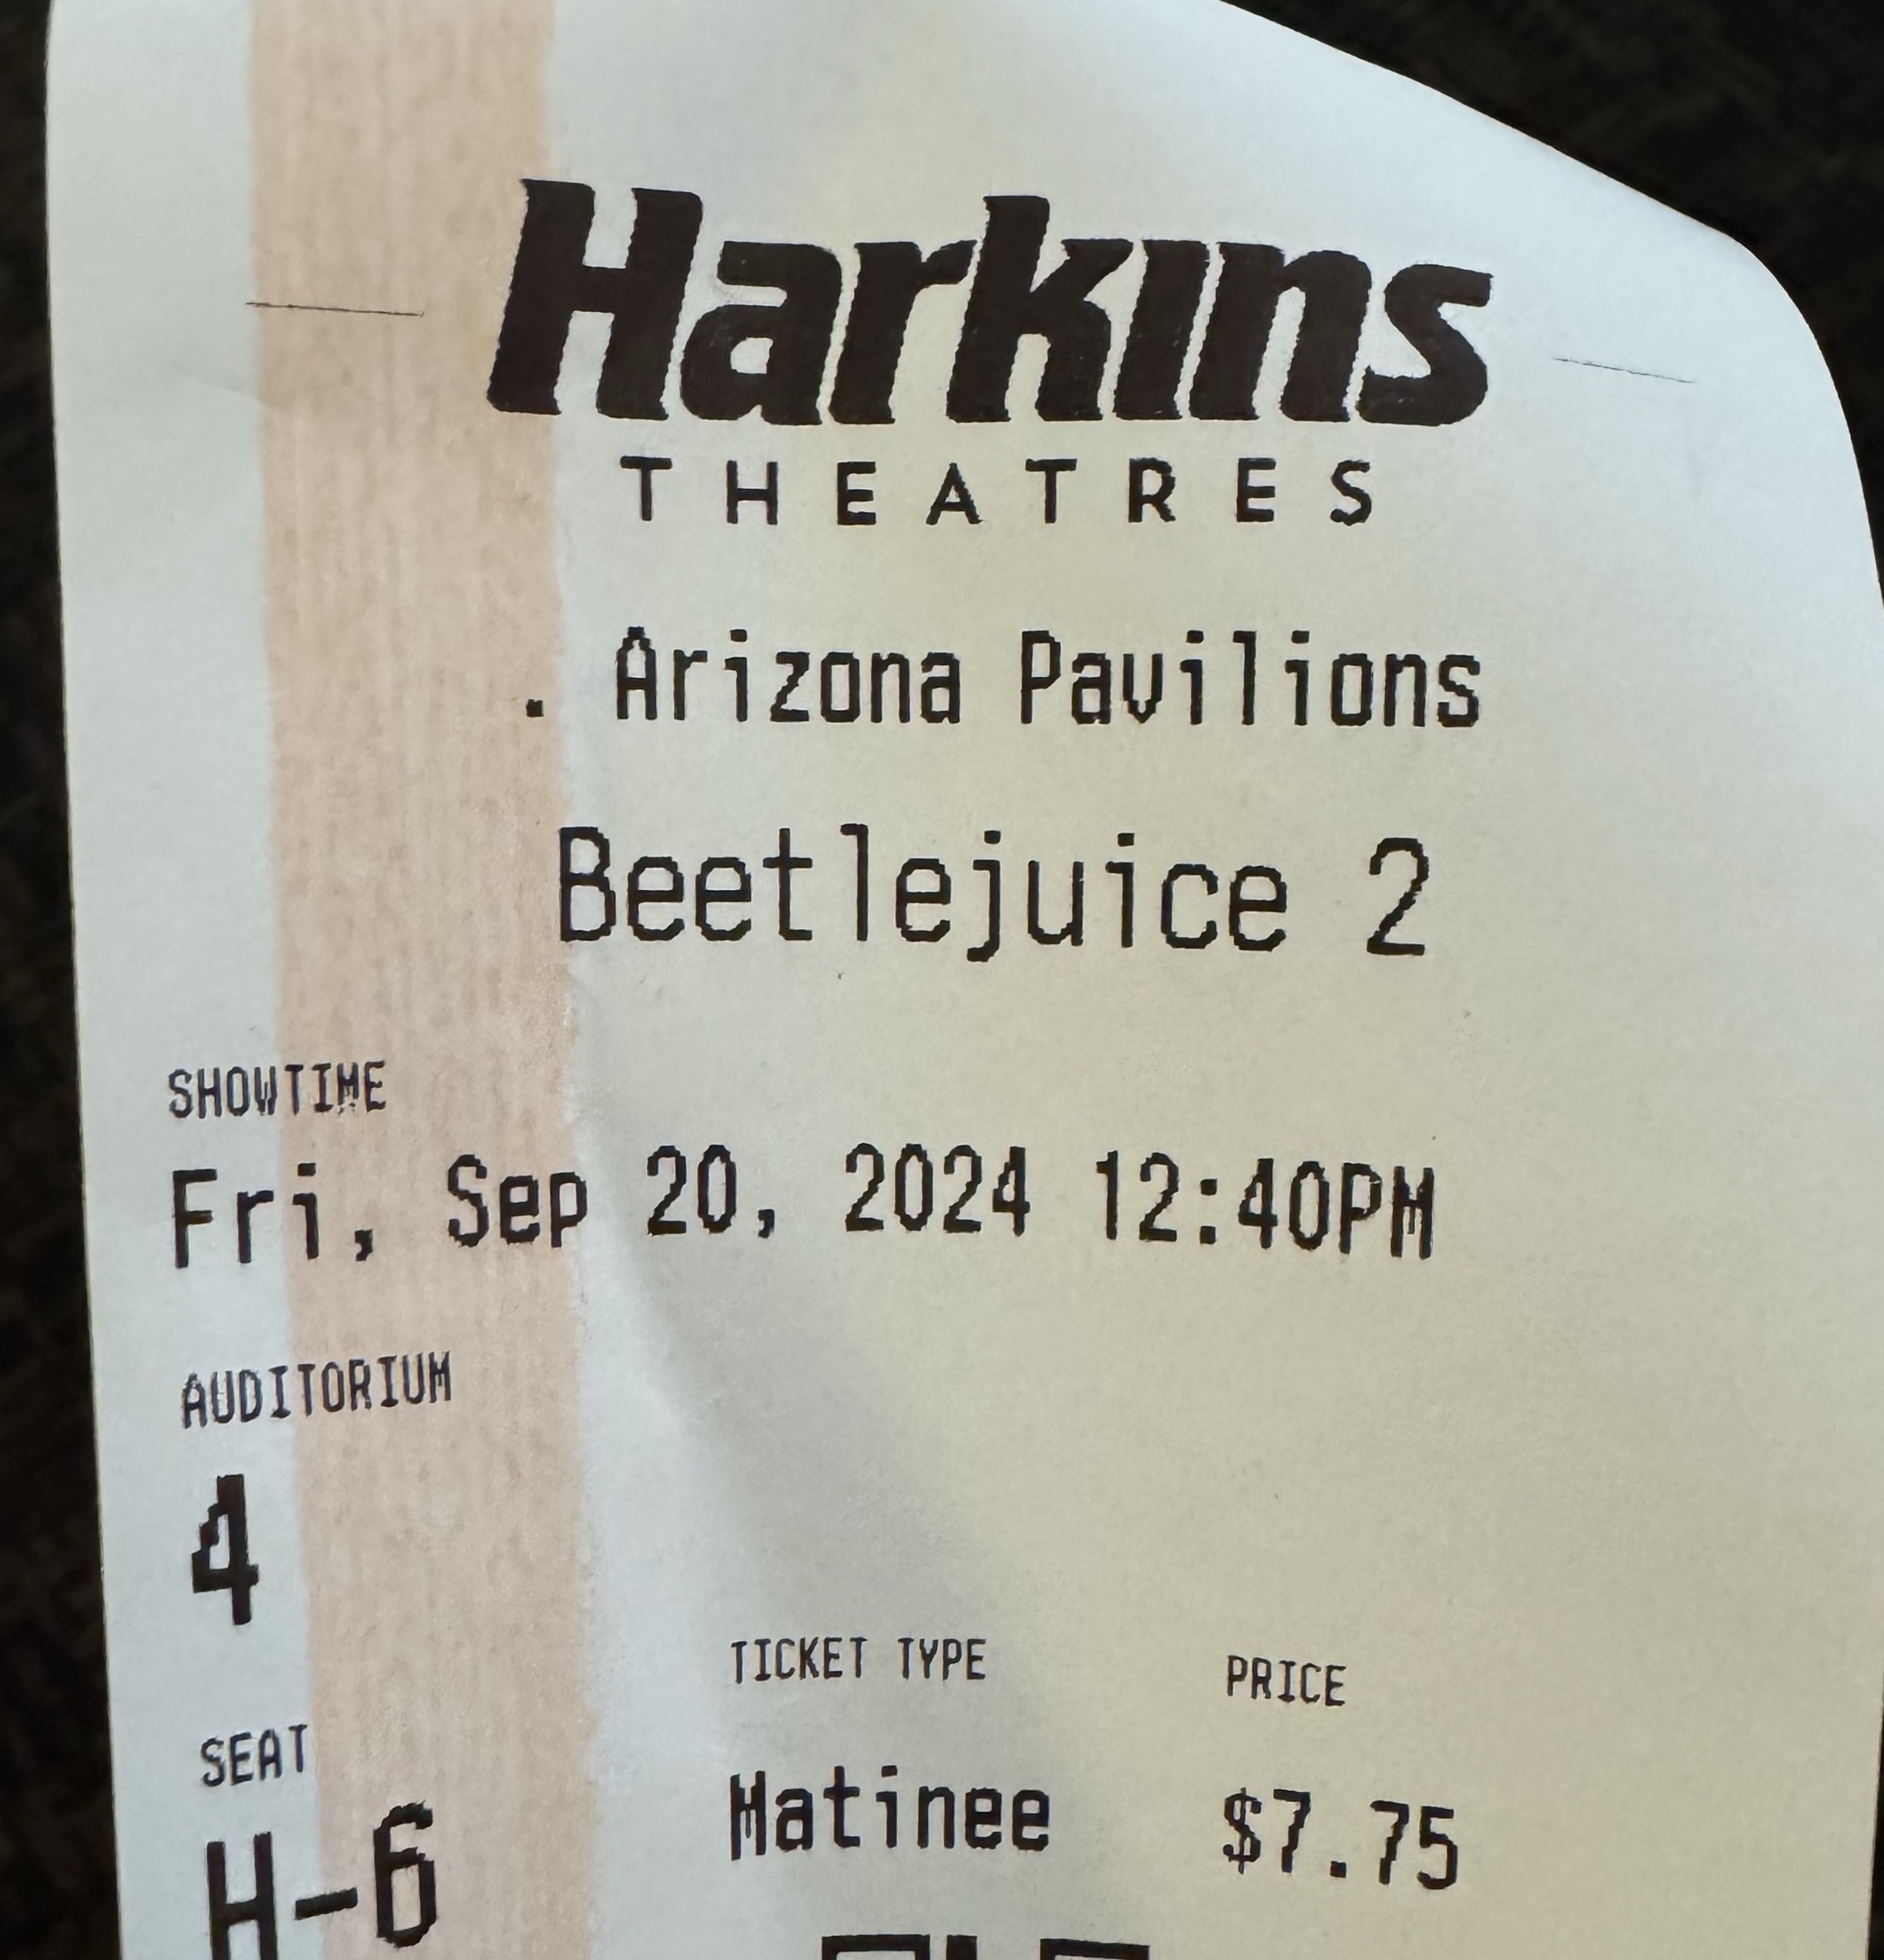 Harkins
THEATRES
. Arizona Pavilions
Beetlejuice 2
SHOWTIME
Fri, Sep 20, 2024 12:40PM
AUDITORIUM
4
TICKET TYPE PRICE
SEAT
Matinee $7.75
H-6